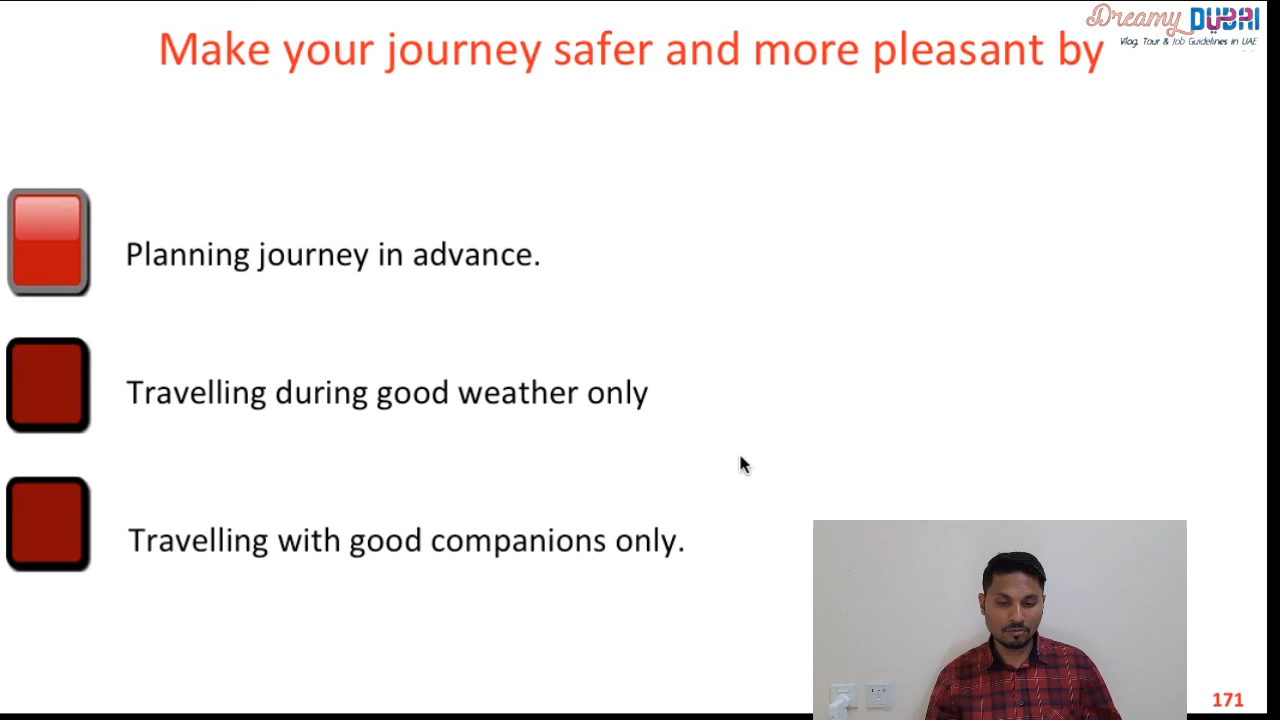 Dreamy DUBAI
Vlog, Tour & Job Guidelines in UAE
Make your journey safer and more pleasant by
Planning journey in advance.
Travelling during good weather only
Travelling with good companions only.
171